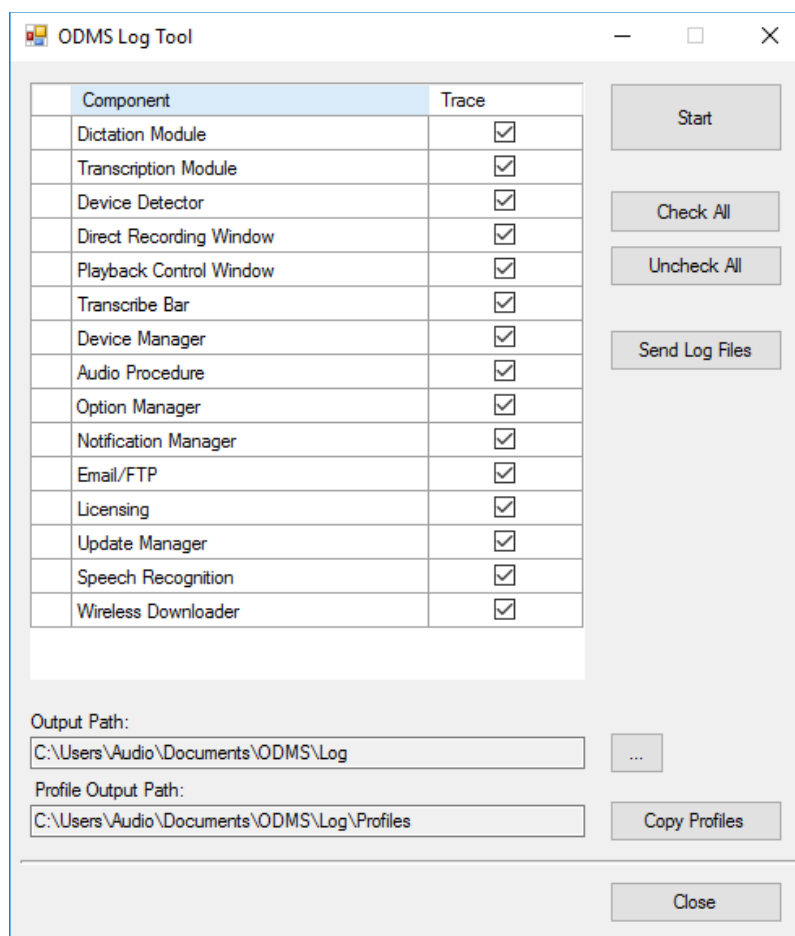 ODMS Log Tool
Component Trace
Start
Dictation Module
Transcription Module
Device Detector
Check All
Direct Recording Window
Playback Control Window
Uncheck All
Transcribe Bar
Device Manager
Send Log Files
Audio Procedure
Option Manager
Notification Manager
Email/FTP
Licensing
Update Manager
Speech Recognition
Wireless Downloader
Output Path:
C:\Users\Audio\Documents\ODMS\Log
...
Profile Output Path:
C:\Users\Audio\Documents\ODMS\Log\Profiles
Copy Profiles
Close